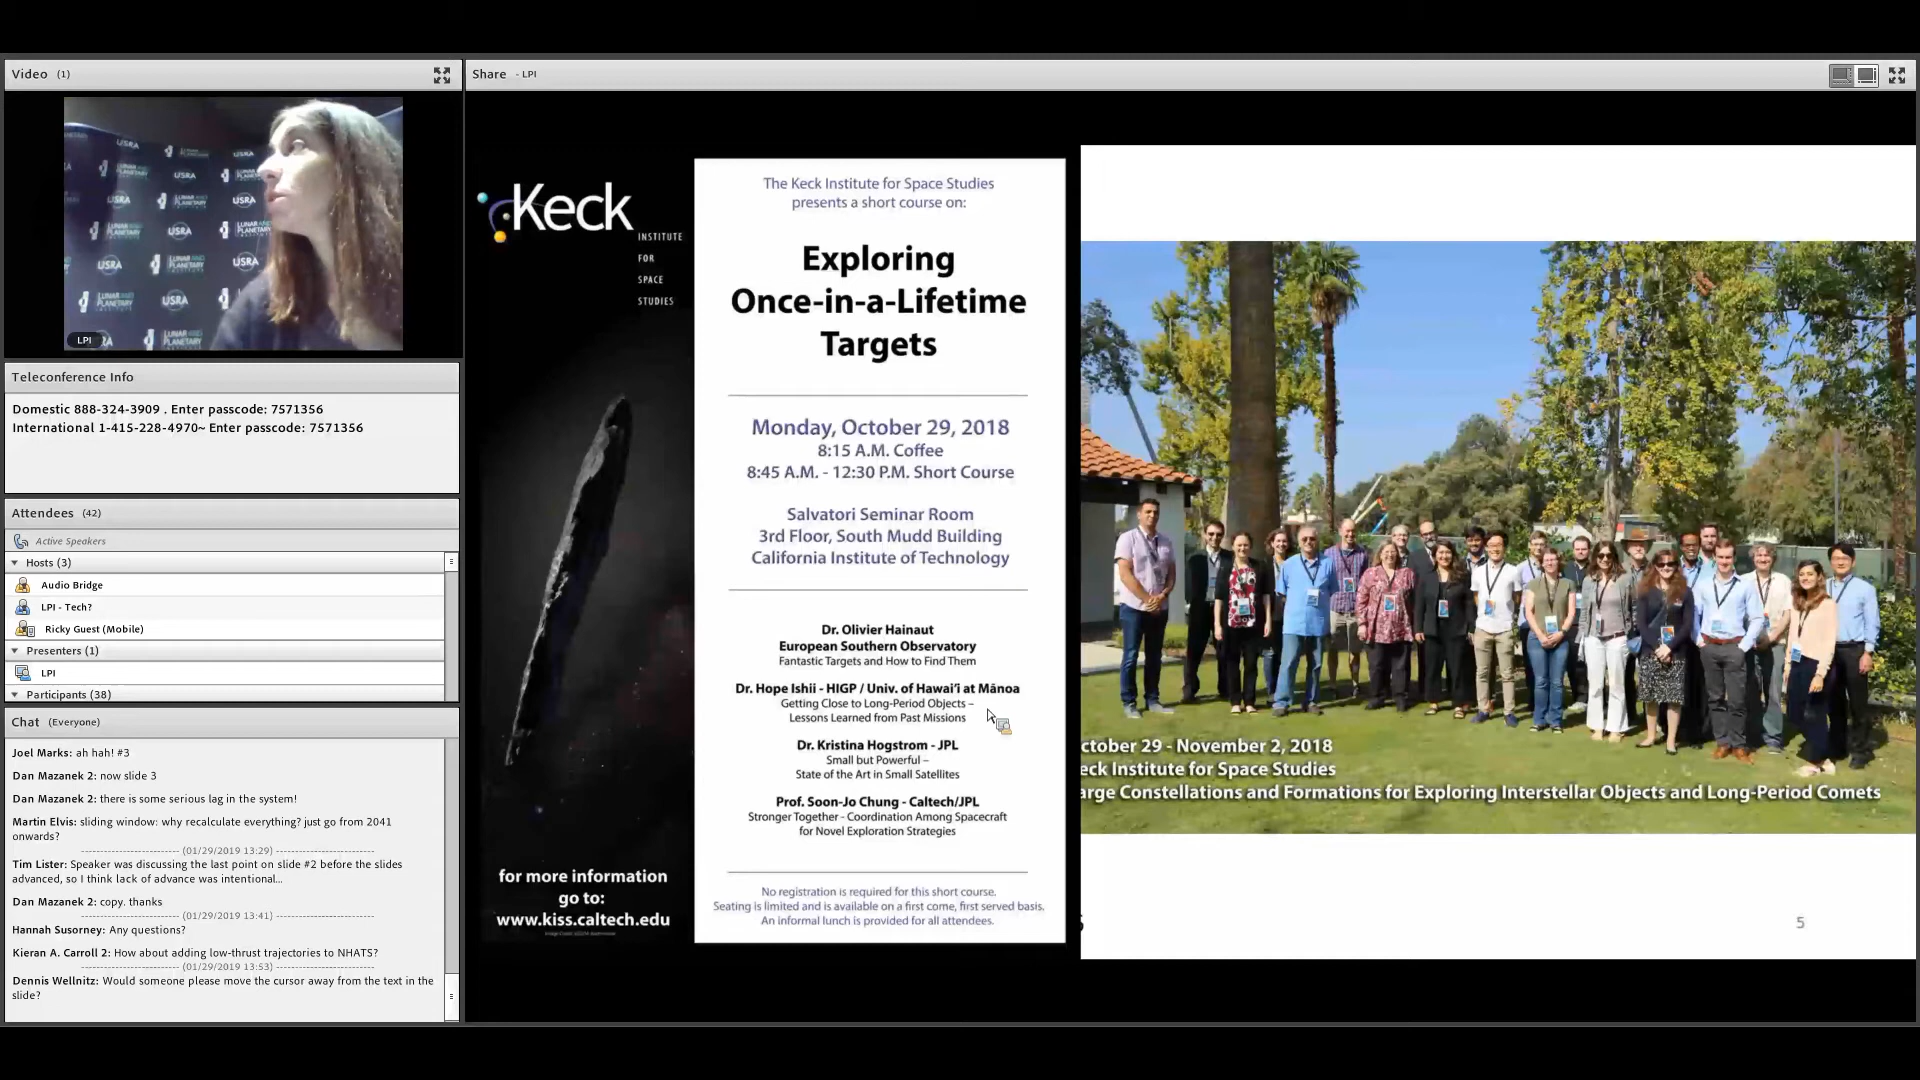 Video (1)
LPI
USRA
LUNAR AND PLANETARY INSTITUTE
Teleconference Info
Domestic 888-324-3909 . Enter passcode: 7571356
International 1-415-228-4970~ Enter passcode: 7571356
Attendees (42)
Active Speakers
Hosts (3)
Audio Bridge
LPI - Tech?
Ricky Guest (Mobile)
Presenters (1)
LPI
Participants (38)
Chat (Everyone)
Joel Marks: ah hah! #3
Dan Mazanek 2: now slide 3
Dan Mazanek 2: there is some serious lag in the system!
Martin Elvis: sliding window: why recalculate everything? just go from 2041
onwards?
------------------------ (01/29/2019 13:29) ------------------------
Tim Lister: Speaker was discussing the last point on slide #2 before the slides
advanced, so I think lack of advance was intentional...
Dan Mazanek 2: copy. thanks
------------------------ (01/29/2019 13:41) ------------------------
Hannah Susorney: Any questions?
Kieran A. Carroll 2: How about adding low-thrust trajectories to NHATS?
------------------------ (01/29/2019 13:53) ------------------------
Dennis Wellnitz: Would someone please move the cursor away from the text in the
slide?
Share - LPI
Keck
INSTITUTE
FOR
SPACE
STUDIES
for more information
go to:
www.kiss.caltech.edu
The Keck Institute for Space Studies
presents a short course on:
Exploring
Once-in-a-Lifetime
Targets
Monday, October 29, 2018
8:15 A.M. Coffee
8:45 A.M. - 12:30 P.M. Short Course
Salvatori Seminar Room
3rd Floor, South Mudd Building
California Institute of Technology
Dr. Olivier Hainaut
European Southern Observatory
Fantastic Targets and How to Find Them
Dr. Hope Ishii - HIGP / Univ. of Hawai'i at Mānoa
Getting Close to Long-Period Objects –
Lessons Learned from Past Missions
Dr. Kristina Hogstrom - JPL
Small but Powerful –
State of the Art in Small Satellites
Prof. Soon-Jo Chung - Caltech/JPL
Stronger Together - Coordination Among Spacecraft
for Novel Exploration Strategies
No registration is required for this short course.
Seating is limited and is available on a first come, first served basis.
An informal lunch is provided for all attendees.
ctober 29 - November 2, 2018
eck Institute for Space Studies
arge Constellations and Formations for Exploring Interstellar Objects and Long-Period Comets
5